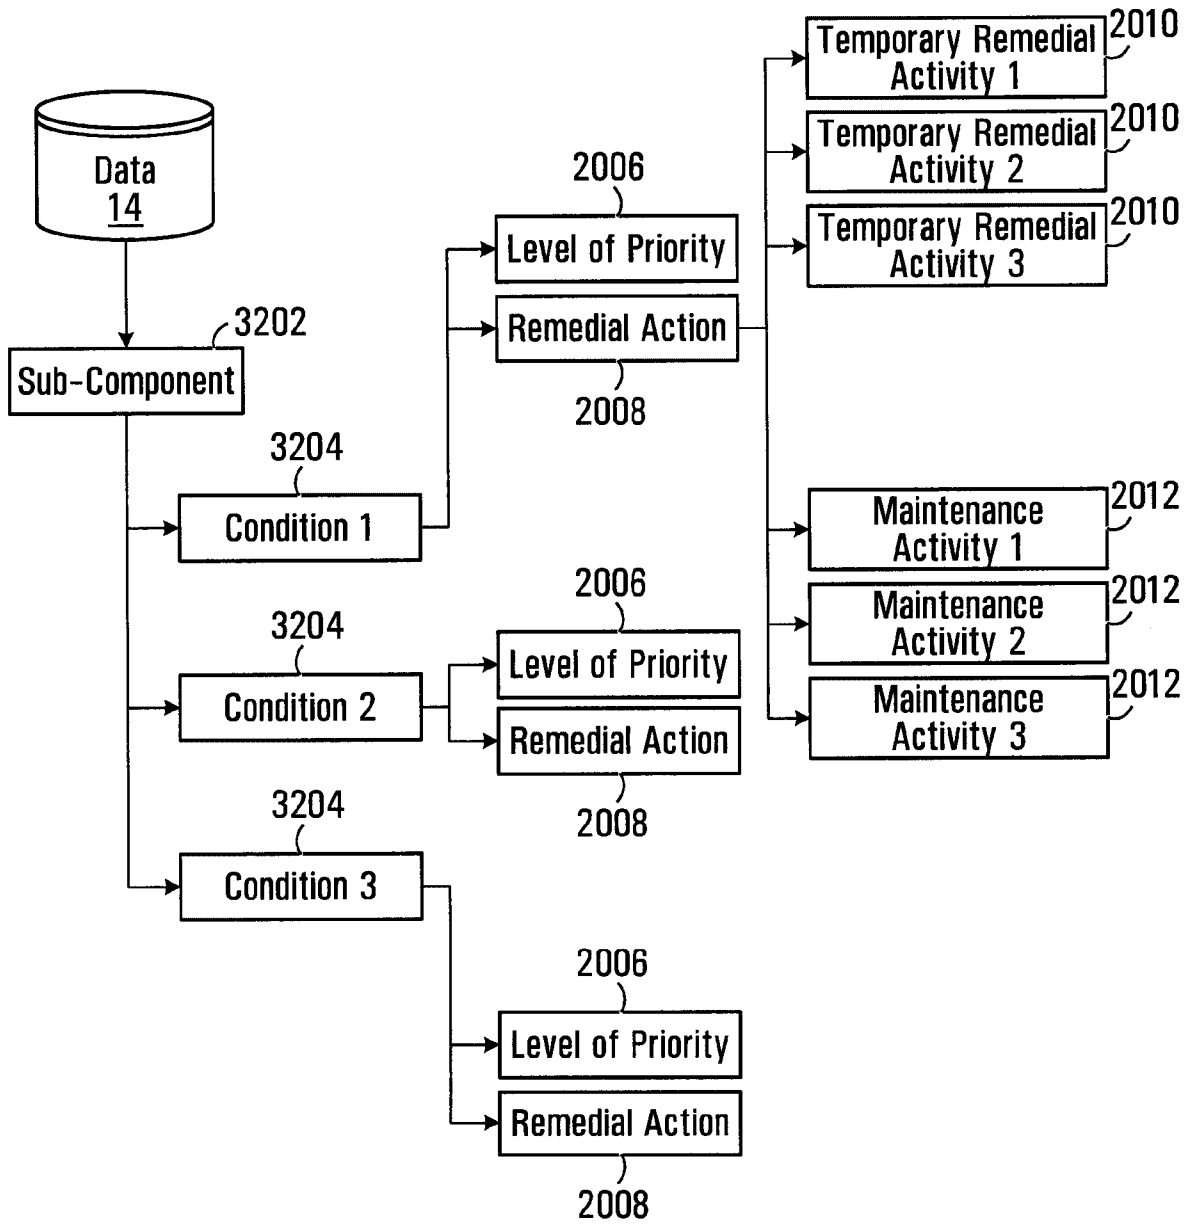 2010
Temporary Remedial
Activity 1
2010
Temporary Remedial
Activity 2
2010
Temporary Remedial
Activity 3
Data
14
2006
Level of Priority
Remedial Action
2008
3202
Sub-Component
3204
Condition 1
2012
Maintenance
Activity 1
2012
Maintenance
Activity 2
2012
Maintenance
Activity 3
3204
Condition 2
2006
Level of Priority
Remedial Action
2008
3204
Condition 3
2006
Level of Priority
Remedial Action
2008